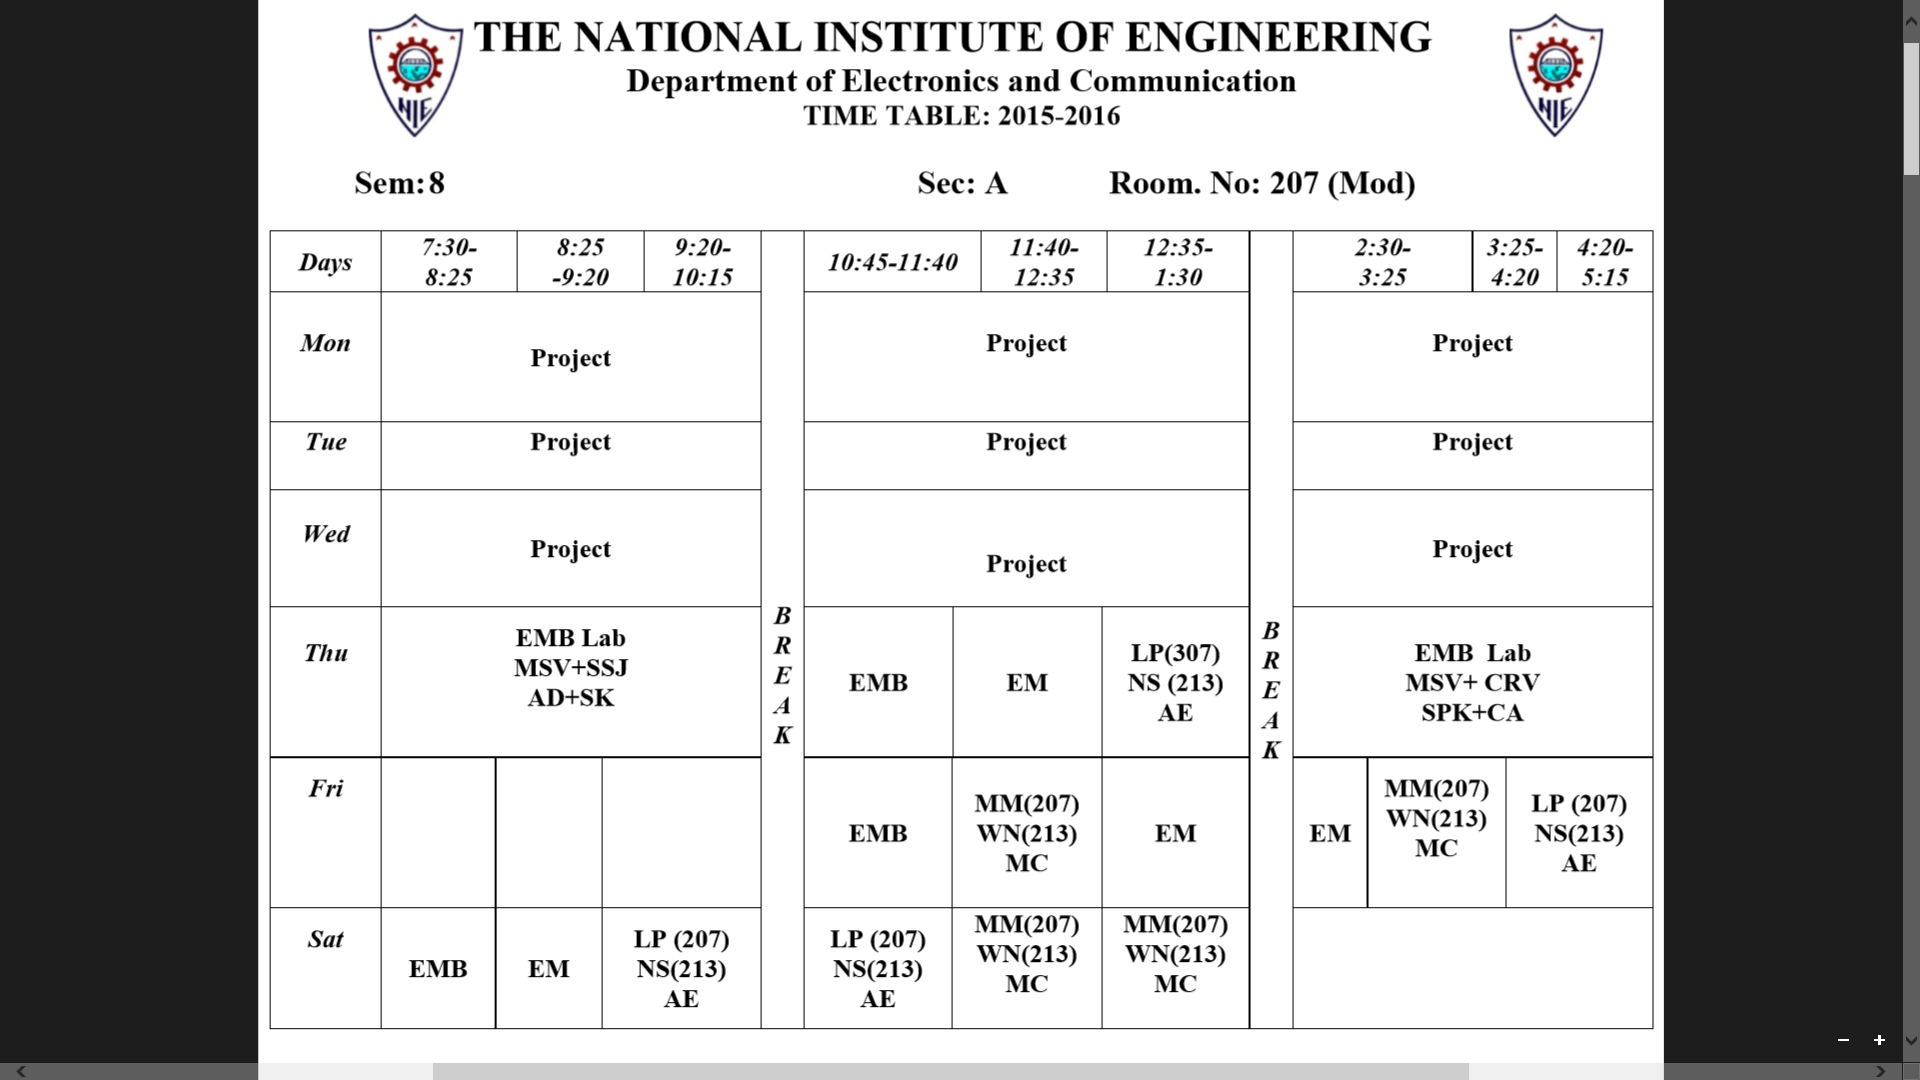 THE NATIONAL INSTITUTE OF ENGINEERING
Department of Electronics and Communication
TIME TABLE: 2015-2016
NIE
NIE
Sem:8 Sec: A Room. No: 207 (Mod)
Days 7:30-8:25 8:25-9:20 9:20-10:15 10:45-11:40 11:40-12:35 12:35-1:30 2:30-3:25 3:25-4:20 4:20-5:15
Mon Project Project Project
Tue Project Project Project
Wed Project Project Project
BREAK
BREAK
Thu
EMB Lab
MSV+SSJ
AD+SK
EMB
EM
LP(307)
NS (213)
AE
EMB Lab
MSV+ CRV
SPK+CA
Fri
EMB
MM(207)
WN(213)
MC
EM
EM
MM(207)
WN(213)
MC
LP (207)
NS(213)
AE
Sat
EMB
EM
LP (207)
NS(213)
AE
LP (207)
NS(213)
AE
MM(207)
WN(213)
MC
MM(207)
WN(213)
MC